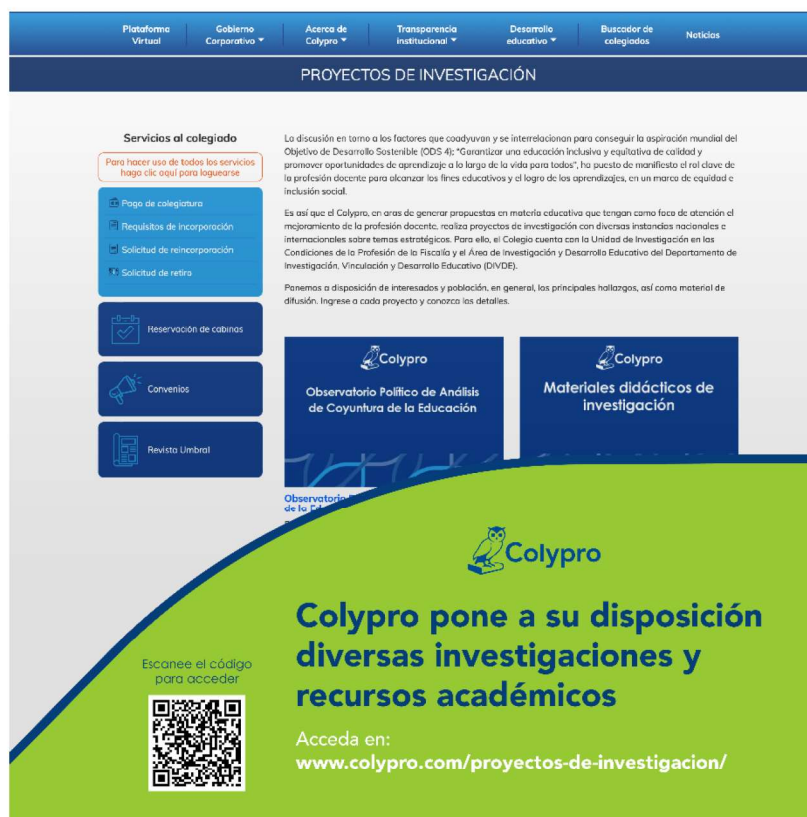 Plataforma Virtual
Gobierno Corporativo
Acerca de Colypro
Transparencia institucional
Desarrollo educativo
Buscador de colegiados
Noticias
PROYECTOS DE INVESTIGACIÓN
Servicios al colegiado
Para hacer uso de todos los servicios
haga clic aquí para loguearse
Pago de colegiatura
Requisitos de incorporación
Solicitud de reincorporación
Solicitud de retiro
Reservación de cabinas
Convenios
Revista Umbral
La discusión en torno a los factores que coadyuvan y se interrelacionan para conseguir la aspiración mundial del
Objetivo de Desarrollo Sostenible (ODS 4); "Garantizar una educación inclusiva y equitativa de calidad y
promover oportunidades de aprendizaje a lo largo de la vida para todos", ha puesto de manifiesto el rol clave de
la profesión docente para alcanzar los fines educativos y el logro de los aprendizajes, en un marco de equidad e
inclusión social.
Es así que el Colypro, en aras de generar propuestas en materia educativa que tengan como foco de atención el
mejoramiento de la profesión docente, realiza proyectos de investigación con diversas instancias nacionales e
internacionales sobre temas estratégicos. Para ello, el Colegio cuenta con la Unidad de Investigación en las
Condiciones de la Profesión de la Fiscalía y el Área de Investigación y Desarrollo Educativo del Departamento de
Investigación, Vinculación y Desarrollo Educativo (DIVDE).
Ponemos a disposición de interesados y población, en general, los principales hallazgos, así como material de
difusión. Ingrese a cada proyecto y conozca los detalles.
Colypro
Observatorio Político de Análisis
de Coyuntura de la Educación
Colypro
Materiales didácticos de
investigación
Observatorio
de la
Colypro
Colypro pone a su disposición
diversas investigaciones y
recursos académicos
Escanee el código
para acceder
Acceda en:
www.colypro.com/proyectos-de-investigacion/